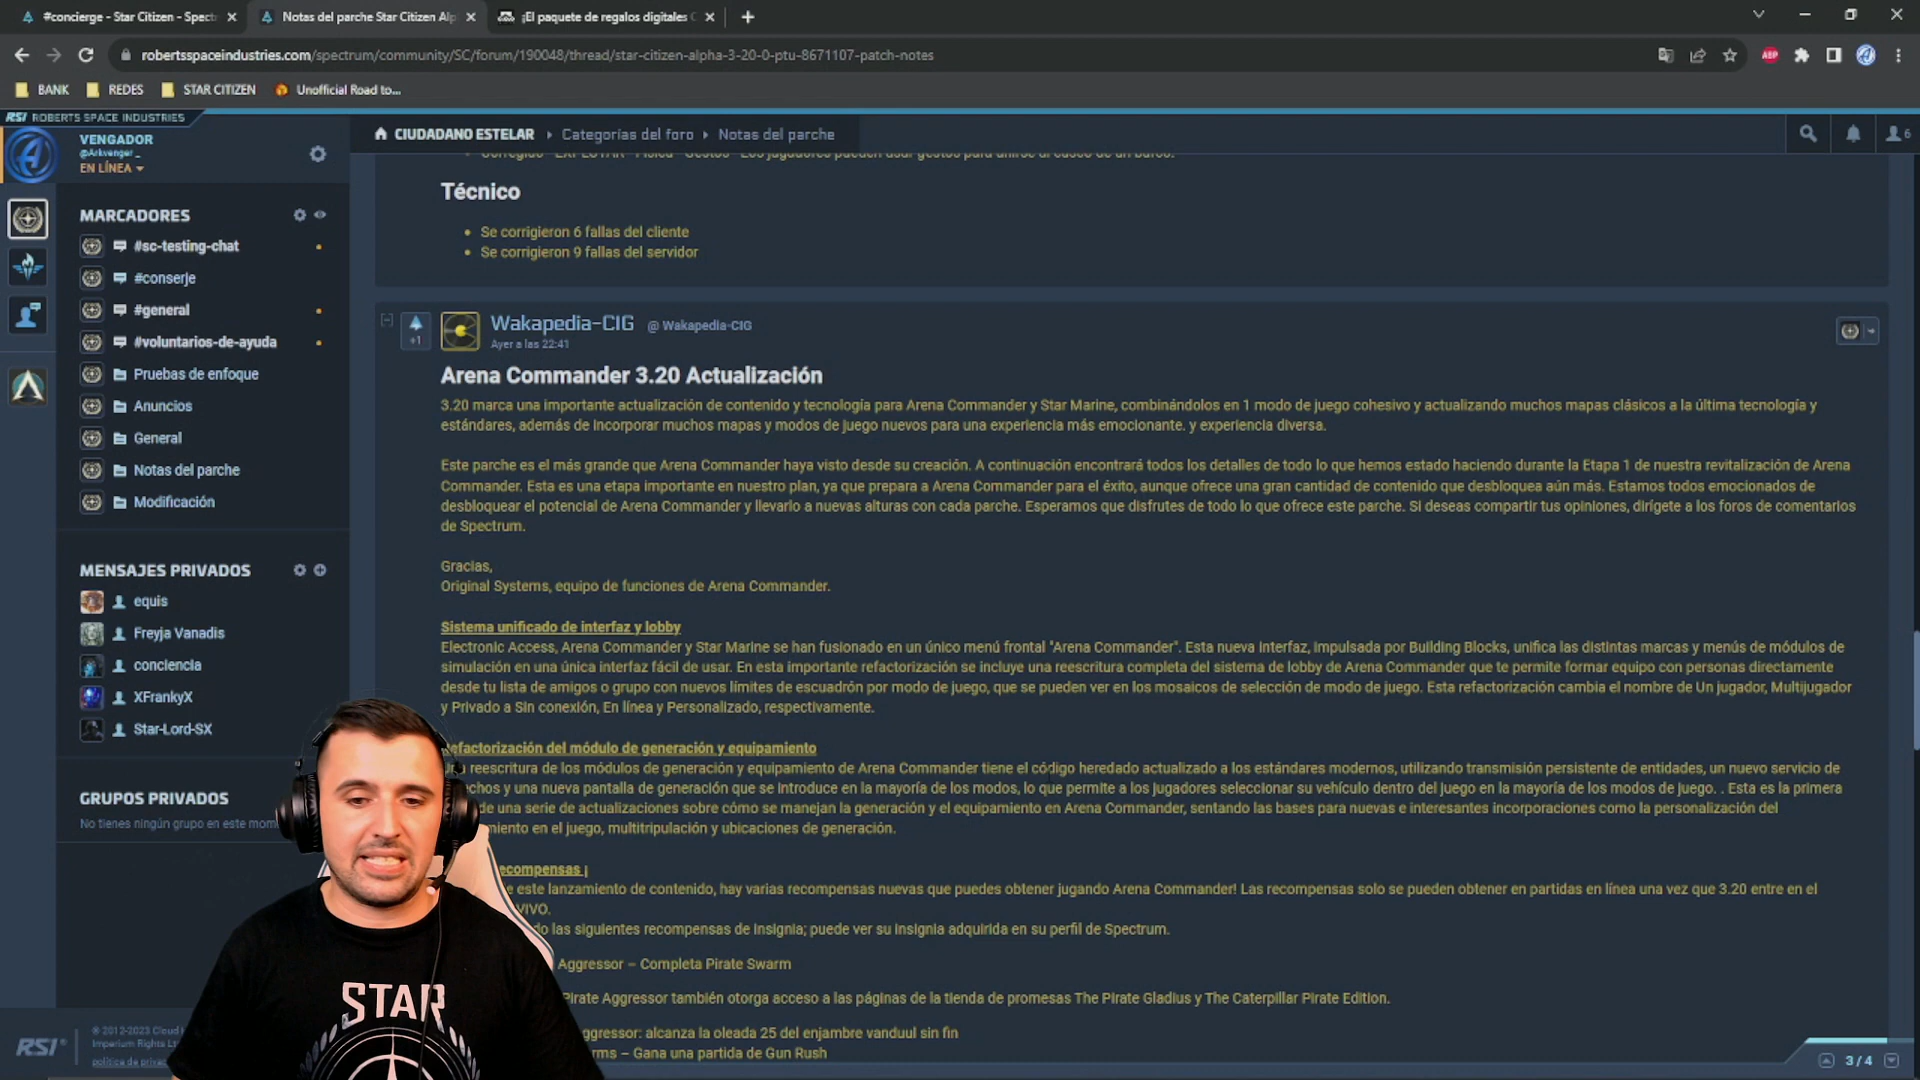 #concierge - Star Citizen - Spect
Notas del parche Star Citizen Alp
¡El paquete de regalos digitales C
robertsspaceindustries.com/spectrum/community/SC/forum/190048/thread/star-citizen-alpha-3-20-0-ptu-8671107-patch-notes
ABP
BANK
REDES
STAR CITIZEN
Unofficial Road to...
RSI ROBERTS SPACE INDUSTRIES
VENGADOR
@Arkvenger_
EN LÍNEA
CIUDADANO ESTELAR
Categorías del foro
Notas del parche
6
MARCADORES
#sc-testing-chat
#conserje
#general
#voluntarios-de-ayuda
Pruebas de enfoque
Anuncios
General
Notas del parche
Modificación
MENSAJES PRIVADOS
equis
Freyja Vanadis
conciencia
XFrankyX
Star-Lord-SX
GRUPOS PRIVADOS
No tienes ningún grupo en este mom
RSI
© 2012-2023 Cloud
Imperium Rights Lt
política de priva
Técnico
Se corrigieron 6 fallas del cliente
Se corrigieron 9 fallas del servidor
+1
Wakapedia-CIG @ Wakapedia-CIG
Ayer a las 22:41
Arena Commander 3.20 Actualización
3.20 marca una importante actualización de contenido y tecnología para Arena Commander y Star Marine, combinándolos en 1 modo de juego cohesivo y actualizando muchos mapas clásicos a la última tecnología y
estándares, además de incorporar muchos mapas y modos de juego nuevos para una experiencia más emocionante. y experiencia diversa.
Este parche es el más grande que Arena Commander haya visto desde su creación. A continuación encontrará todos los detalles de todo lo que hemos estado haciendo durante la Etapa 1 de nuestra revitalización de Arena
Commander. Esta es una etapa importante en nuestro plan, ya que prepara a Arena Commander para el éxito, aunque ofrece una gran cantidad de contenido que desbloquea aún más. Estamos todos emocionados de
desbloquear el potencial de Arena Commander y llevarlo a nuevas alturas con cada parche. Esperamos que disfrutes de todo lo que ofrece este parche. Si deseas compartir tus opiniones, dirígete a los foros de comentarios
de Spectrum.
Gracias,
Original Systems, equipo de funciones de Arena Commander.
Sistema unificado de interfaz y lobby
Electronic Access, Arena Commander y Star Marine se han fusionado en un único menú frontal "Arena Commander". Esta nueva interfaz, impulsada por Building Blocks, unifica las distintas marcas y menús de módulos de
simulación en una única interfaz fácil de usar. En esta importante refactorización se incluye una reescritura completa del sistema de lobby de Arena Commander que te permite formar equipo con personas directamente
desde tu lista de amigos o grupo con nuevos límites de escuadrón por modo de juego, que se pueden ver en los mosaicos de selección de modo de juego. Esta refactorización cambia el nombre de Un jugador, Multijugador
y Privado a Sin conexión, En línea y Personalizado, respectivamente.
efactorización del módulo de generación y equipamiento
reescritura de los módulos de generación y equipamiento de Arena Commander tiene el código heredado actualizado a los estándares modernos, utilizando transmisión persistente de entidades, un nuevo servicio de
echos y una nueva pantalla de generación que se introduce en la mayoría de los modos, lo que permite a los jugadores seleccionar su vehículo dentro del juego en la mayoría de los modos de juego. . Esta es la primera
de una serie de actualizaciones sobre cómo se manejan la generación y el equipamiento en Arena Commander, sentando las bases para nuevas e interesantes incorporaciones como la personalización del
miento en el juego, multitripulación y ubicaciones de generación.
ecompensas
e este lanzamiento de contenido, hay varias recompensas nuevas que puedes obtener jugando Arena Commander! Las recompensas solo se pueden obtener en partidas en línea una vez que 3.20 entre en el
VIVO.
do las siguientes recompensas de insignia; puede ver su insignia adquirida en su perfil de Spectrum.
Aggressor – Completa Pirate Swarm
Pirate Aggressor también otorga acceso a las páginas de la tienda de promesas The Pirate Gladius y The Caterpillar Pirate Edition.
ggressor: alcanza la oleada 25 del enjambre vanduul sin fin
rms – Gana una partida de Gun Rush
STAR
3 / 4